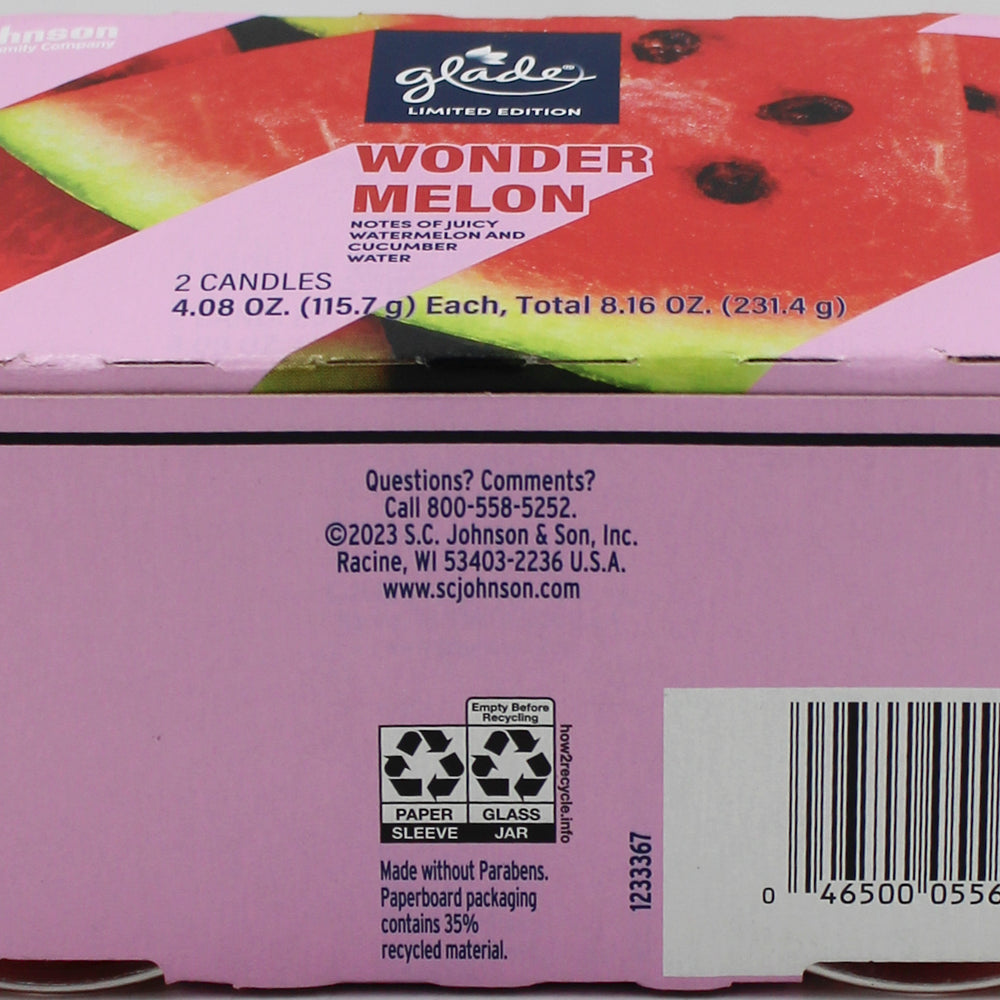 hnson
mily Company
glade®
LIMITED EDITION
WONDER
MELON
NOTES OF JUICY
WATERMELON AND
CUCUMBER
WATER
2 CANDLES
4.08 OZ. (115.7 g) Each, Total 8.16 OZ. (231.4 g)
Questions? Comments?
Call 800-558-5252.
©2023 S.C. Johnson & Son, Inc.
Racine, WI 53403-2236 U.S.A.
www.scjohnson.com
Empty Before
Recycling
PAPER
SLEEVE
GLASS
JAR
how2recycle.info
Made without Parabens.
Paperboard packaging
contains 35%
recycled material.
1233367
0 46500 0556